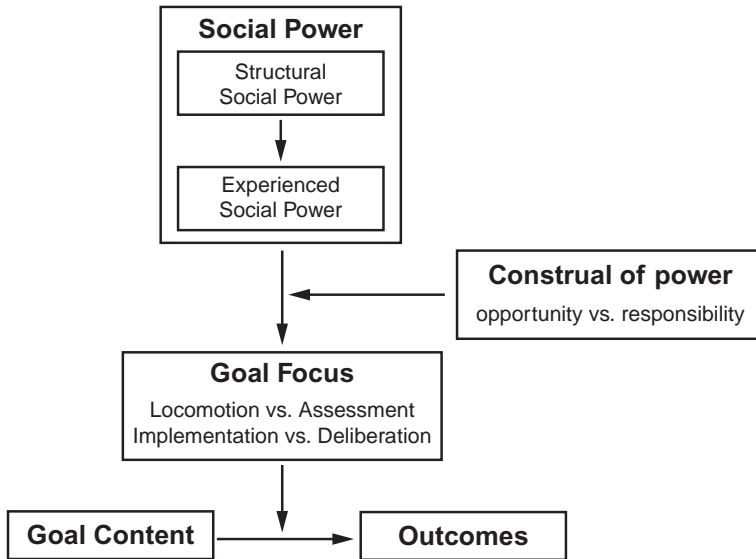 Social Power
Structural
Social Power
Experienced
Social Power
Construal of power
opportunity vs. responsibility
Goal Focus
Locomotion vs. Assessment
Implementation vs. Deliberation
Goal Content
Outcomes